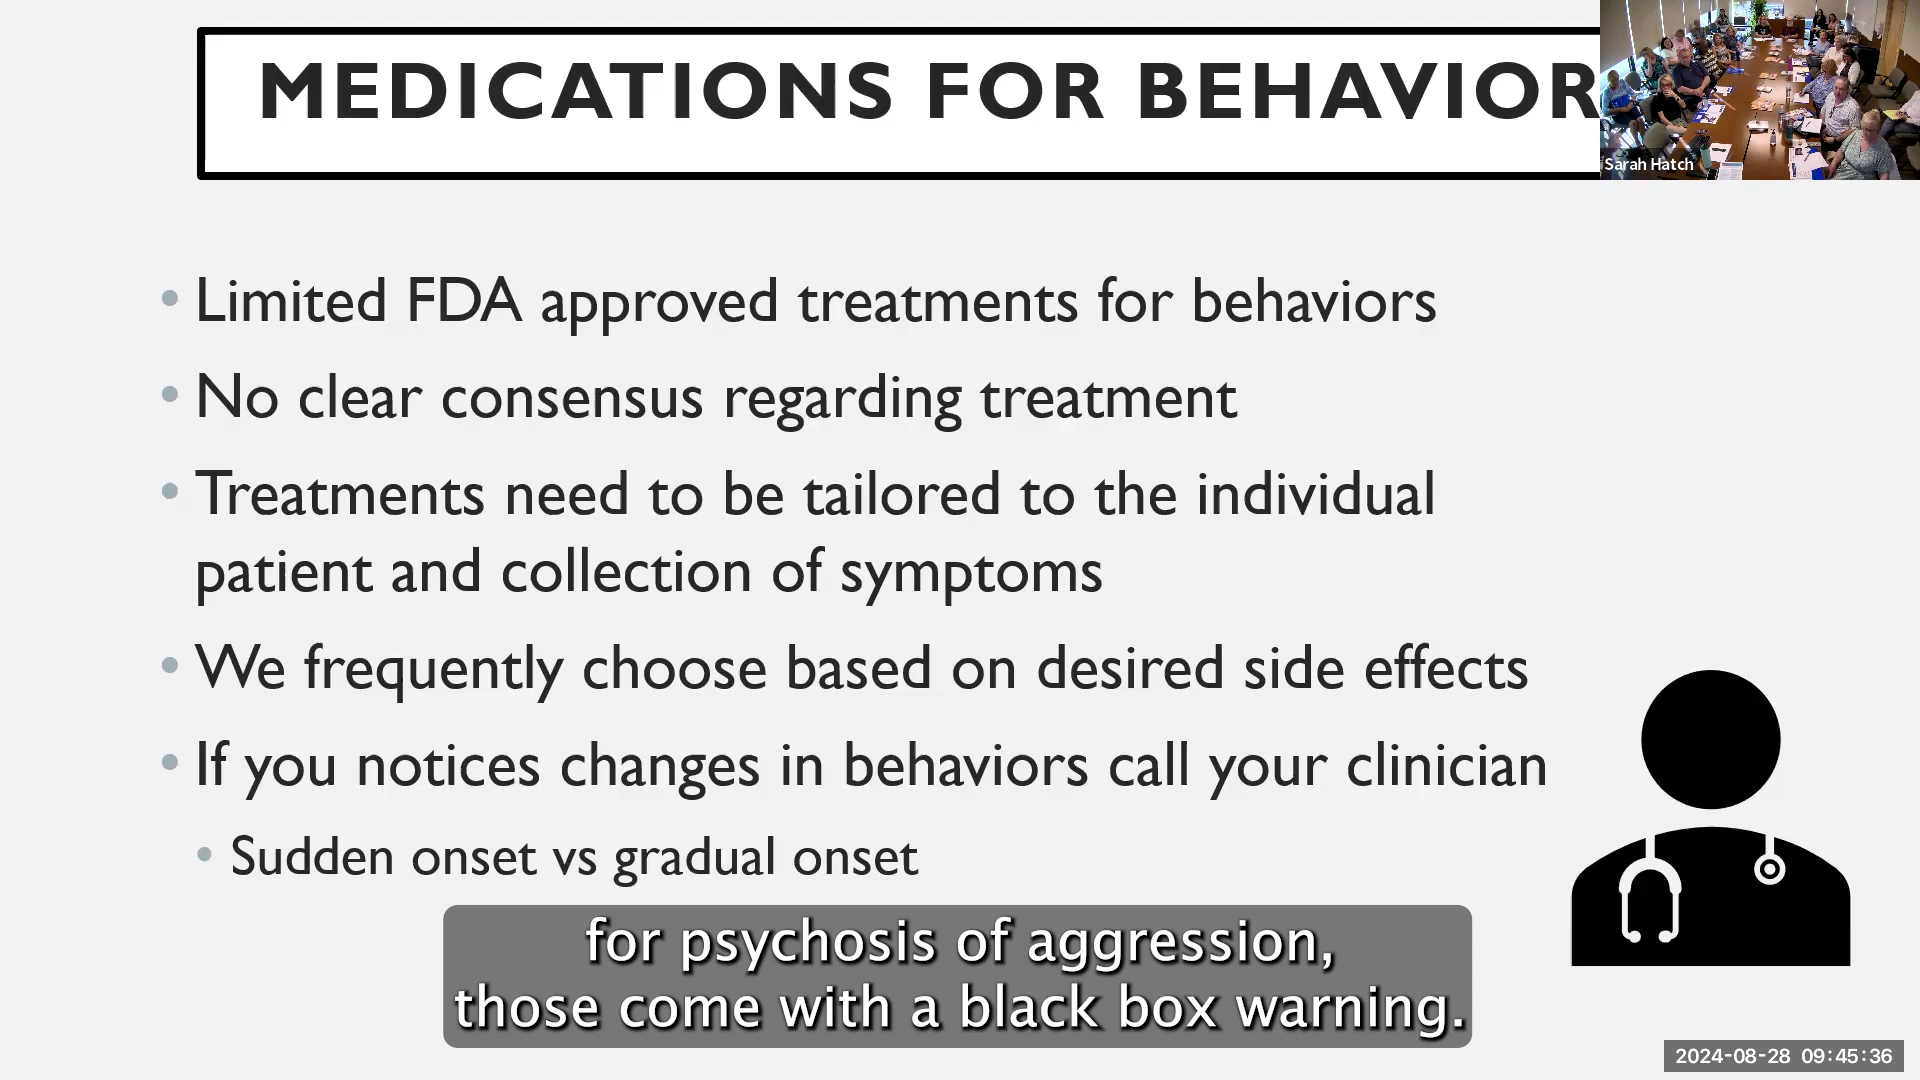 MEDICATIONS FOR BEHAVIOR
Sarah Hatch
Limited FDA approved treatments for behaviors
No clear consensus regarding treatment
Treatments need to be tailored to the individual
patient and collection of symptoms
We frequently choose based on desired side effects
If you notices changes in behaviors call your clinician
Sudden onset vs gradual onset
for psychosis of aggression,
those come with a black box warning.
2024-08-28 09:45:36